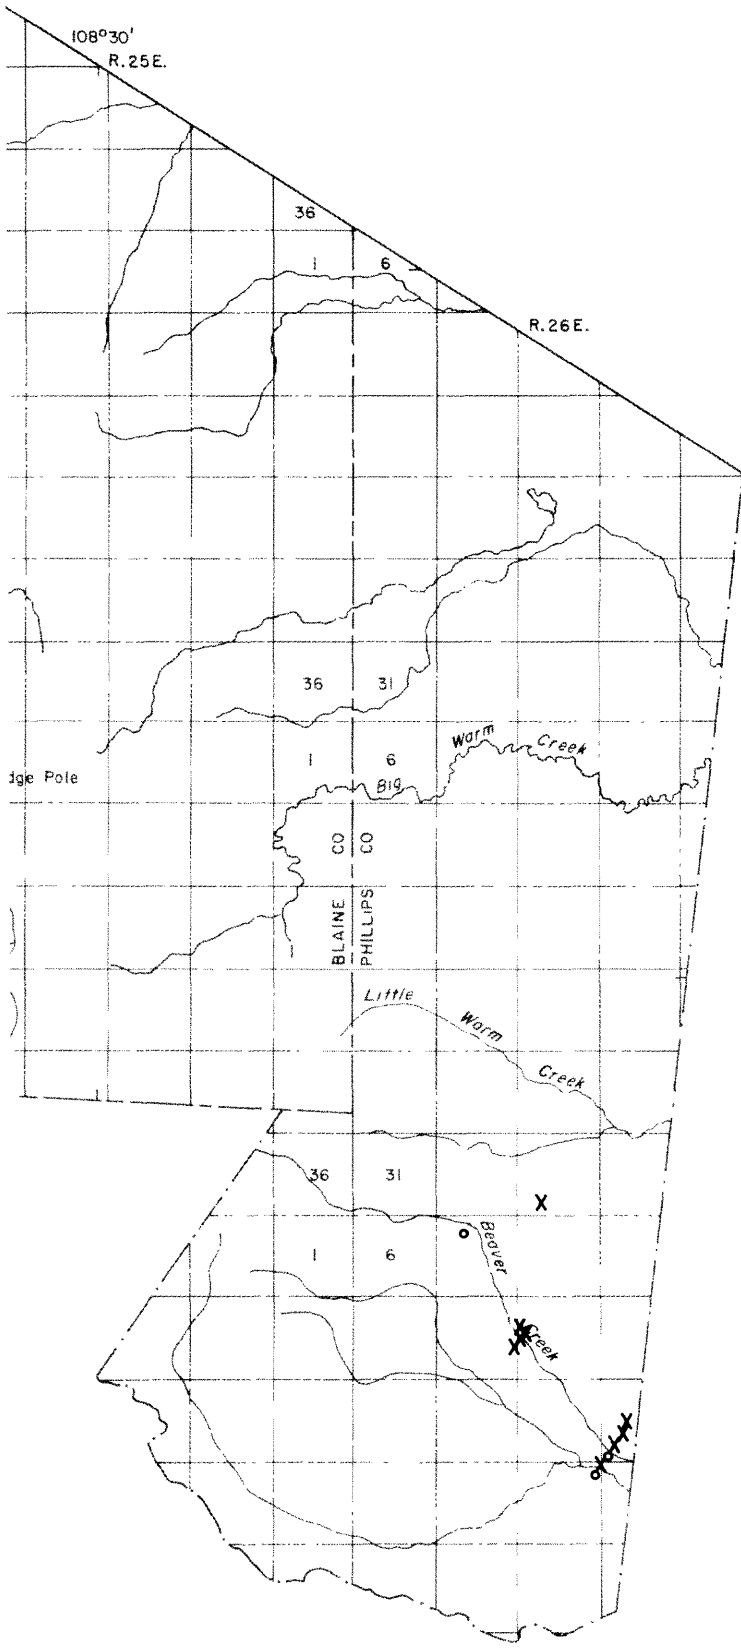 108°30'
R.25E.
36
1 6
R.26E.
36 31
Warm Creek
1 6
dge Pole
Big
BLAINE CO
PHILLIPS CO
Little
Warm
Creek
36 31
X
Beaver
1 6
Creek